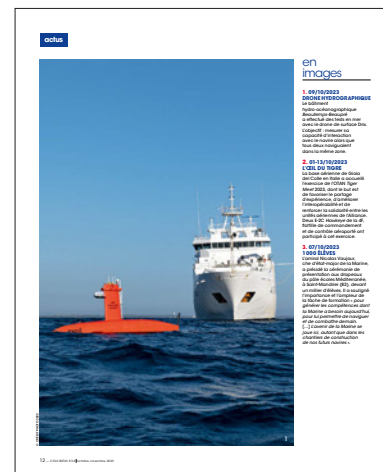 actus
en
images
1. 09/10/2023
DRONE HYDROGRAPHIQUE
Le bâtiment
hydro-océanographique
Beautemps-Beaupré
a effectué des tests en mer
avec le drone de surface Drix.
L'objectif : mesurer sa
capacité d'interaction
avec le navire alors que
tous deux naviguaient
dans la même zone.
2. 01-13/10/2023
L'ŒIL DU TIGRE
La base aérienne de Gioia
del Colle en Italie a accueilli
l'exercice de l'OTAN Tiger
Meet 2023, dont le but est
de favoriser le partage
d'expérience, d'améliorer
l'interopérabilité et de
renforcer la solidarité entre les
unités aériennes de l'Alliance.
Deux E-2C Hawkeye de la 4F,
flottille de commandement
et de contrôle aéroporté ont
participé à cet exercice.
3. 07/10/2023
1 000 ÉLÈVES
L'amiral Nicolas Vaujour,
chef d'état-major de la Marine,
a présidé la cérémonie de
présentation aux drapeaux
du pôle écoles Méditerranée,
à Saint-Mandrier (83), devant
un millier d'élèves. Il a souligné
l'importance et l'ampleur de
la tâche de formation « pour
générer les compétences dont
la Marine a besoin aujourd'hui,
pour lui permettre de naviguer
et de combattre demain.
[...] L'avenir de la Marine se
joue ici, autant que dans les
chantiers de construction
de nos futurs navires ».
1
12